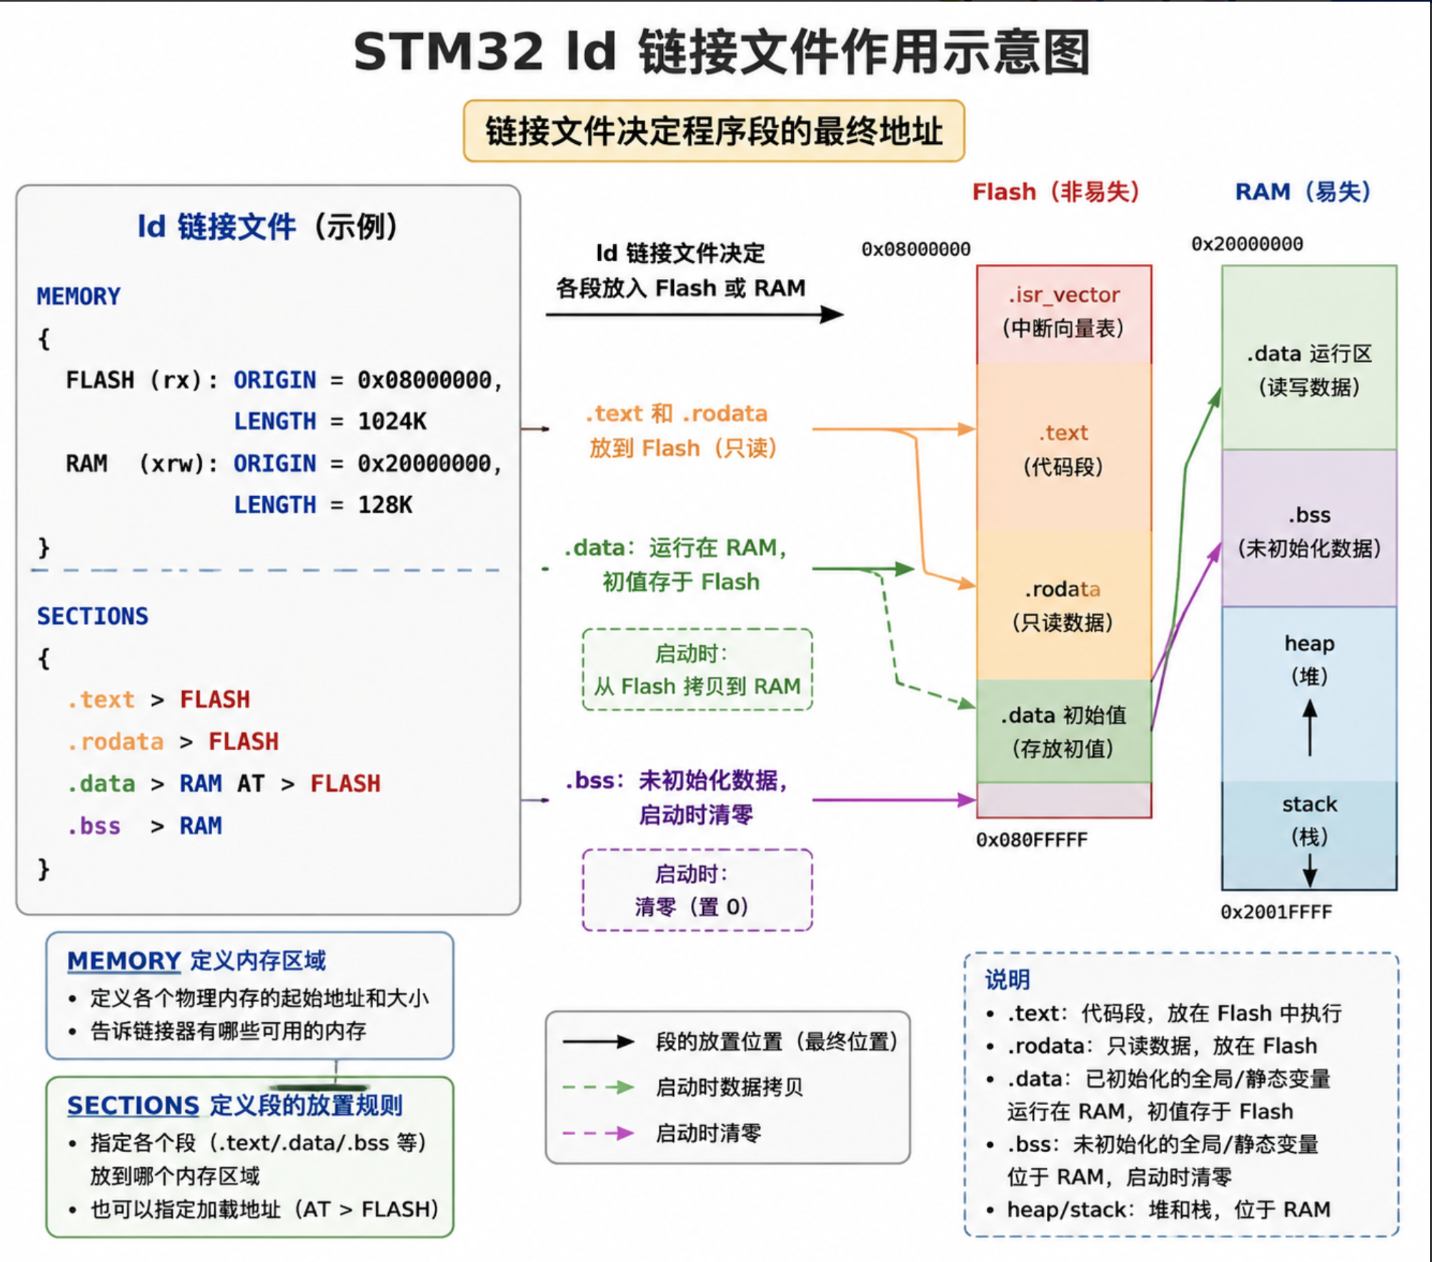 STM32 ld 链接文件作用示意图
链接文件决定程序段的最终地址
ld 链接文件（示例）
MEMORY
{
FLASH (rx): ORIGIN = 0x08000000,
LENGTH = 1024K
RAM (xrw): ORIGIN = 0x20000000,
LENGTH = 128K
}
SECTIONS
{
.text > FLASH
.rodata > FLASH
.data > RAM AT > FLASH
.bss > RAM
}
MEMORY 定义内存区域
• 定义各个物理内存的起始地址和大小
• 告诉链接器有哪些可用的内存
SECTIONS 定义段的放置规则
• 指定各个段（.text/.data/.bss 等）
放到哪个内存区域
• 也可以指定加载地址（AT > FLASH）
ld 链接文件决定
各段放入 Flash 或 RAM
.text 和 .rodata
放到 Flash（只读）
.data：运行在 RAM，
初值存于 Flash
启动时：
从 Flash 拷贝到 RAM
.bss：未初始化数据，
启动时清零
启动时：
清零（置 0）
段的放置位置（最终位置）
启动时数据拷贝
启动时清零
Flash（非易失）
0x08000000
.isr_vector
（中断向量表）
.text
（代码段）
.rodata
（只读数据）
.data 初始值
（存放初值）
0x080FFFFF
RAM（易失）
0x20000000
.data 运行区
（读写数据）
.bss
（未初始化数据）
heap
（堆）
stack
（栈）
0x2001FFFF
说明
• .text：代码段，放在 Flash 中执行
• .rodata：只读数据，放在 Flash
• .data：已初始化的全局/静态变量
运行在 RAM，初值存于 Flash
• .bss：未初始化的全局/静态变量
位于 RAM，启动时清零
• heap/stack：堆和栈，位于 RAM